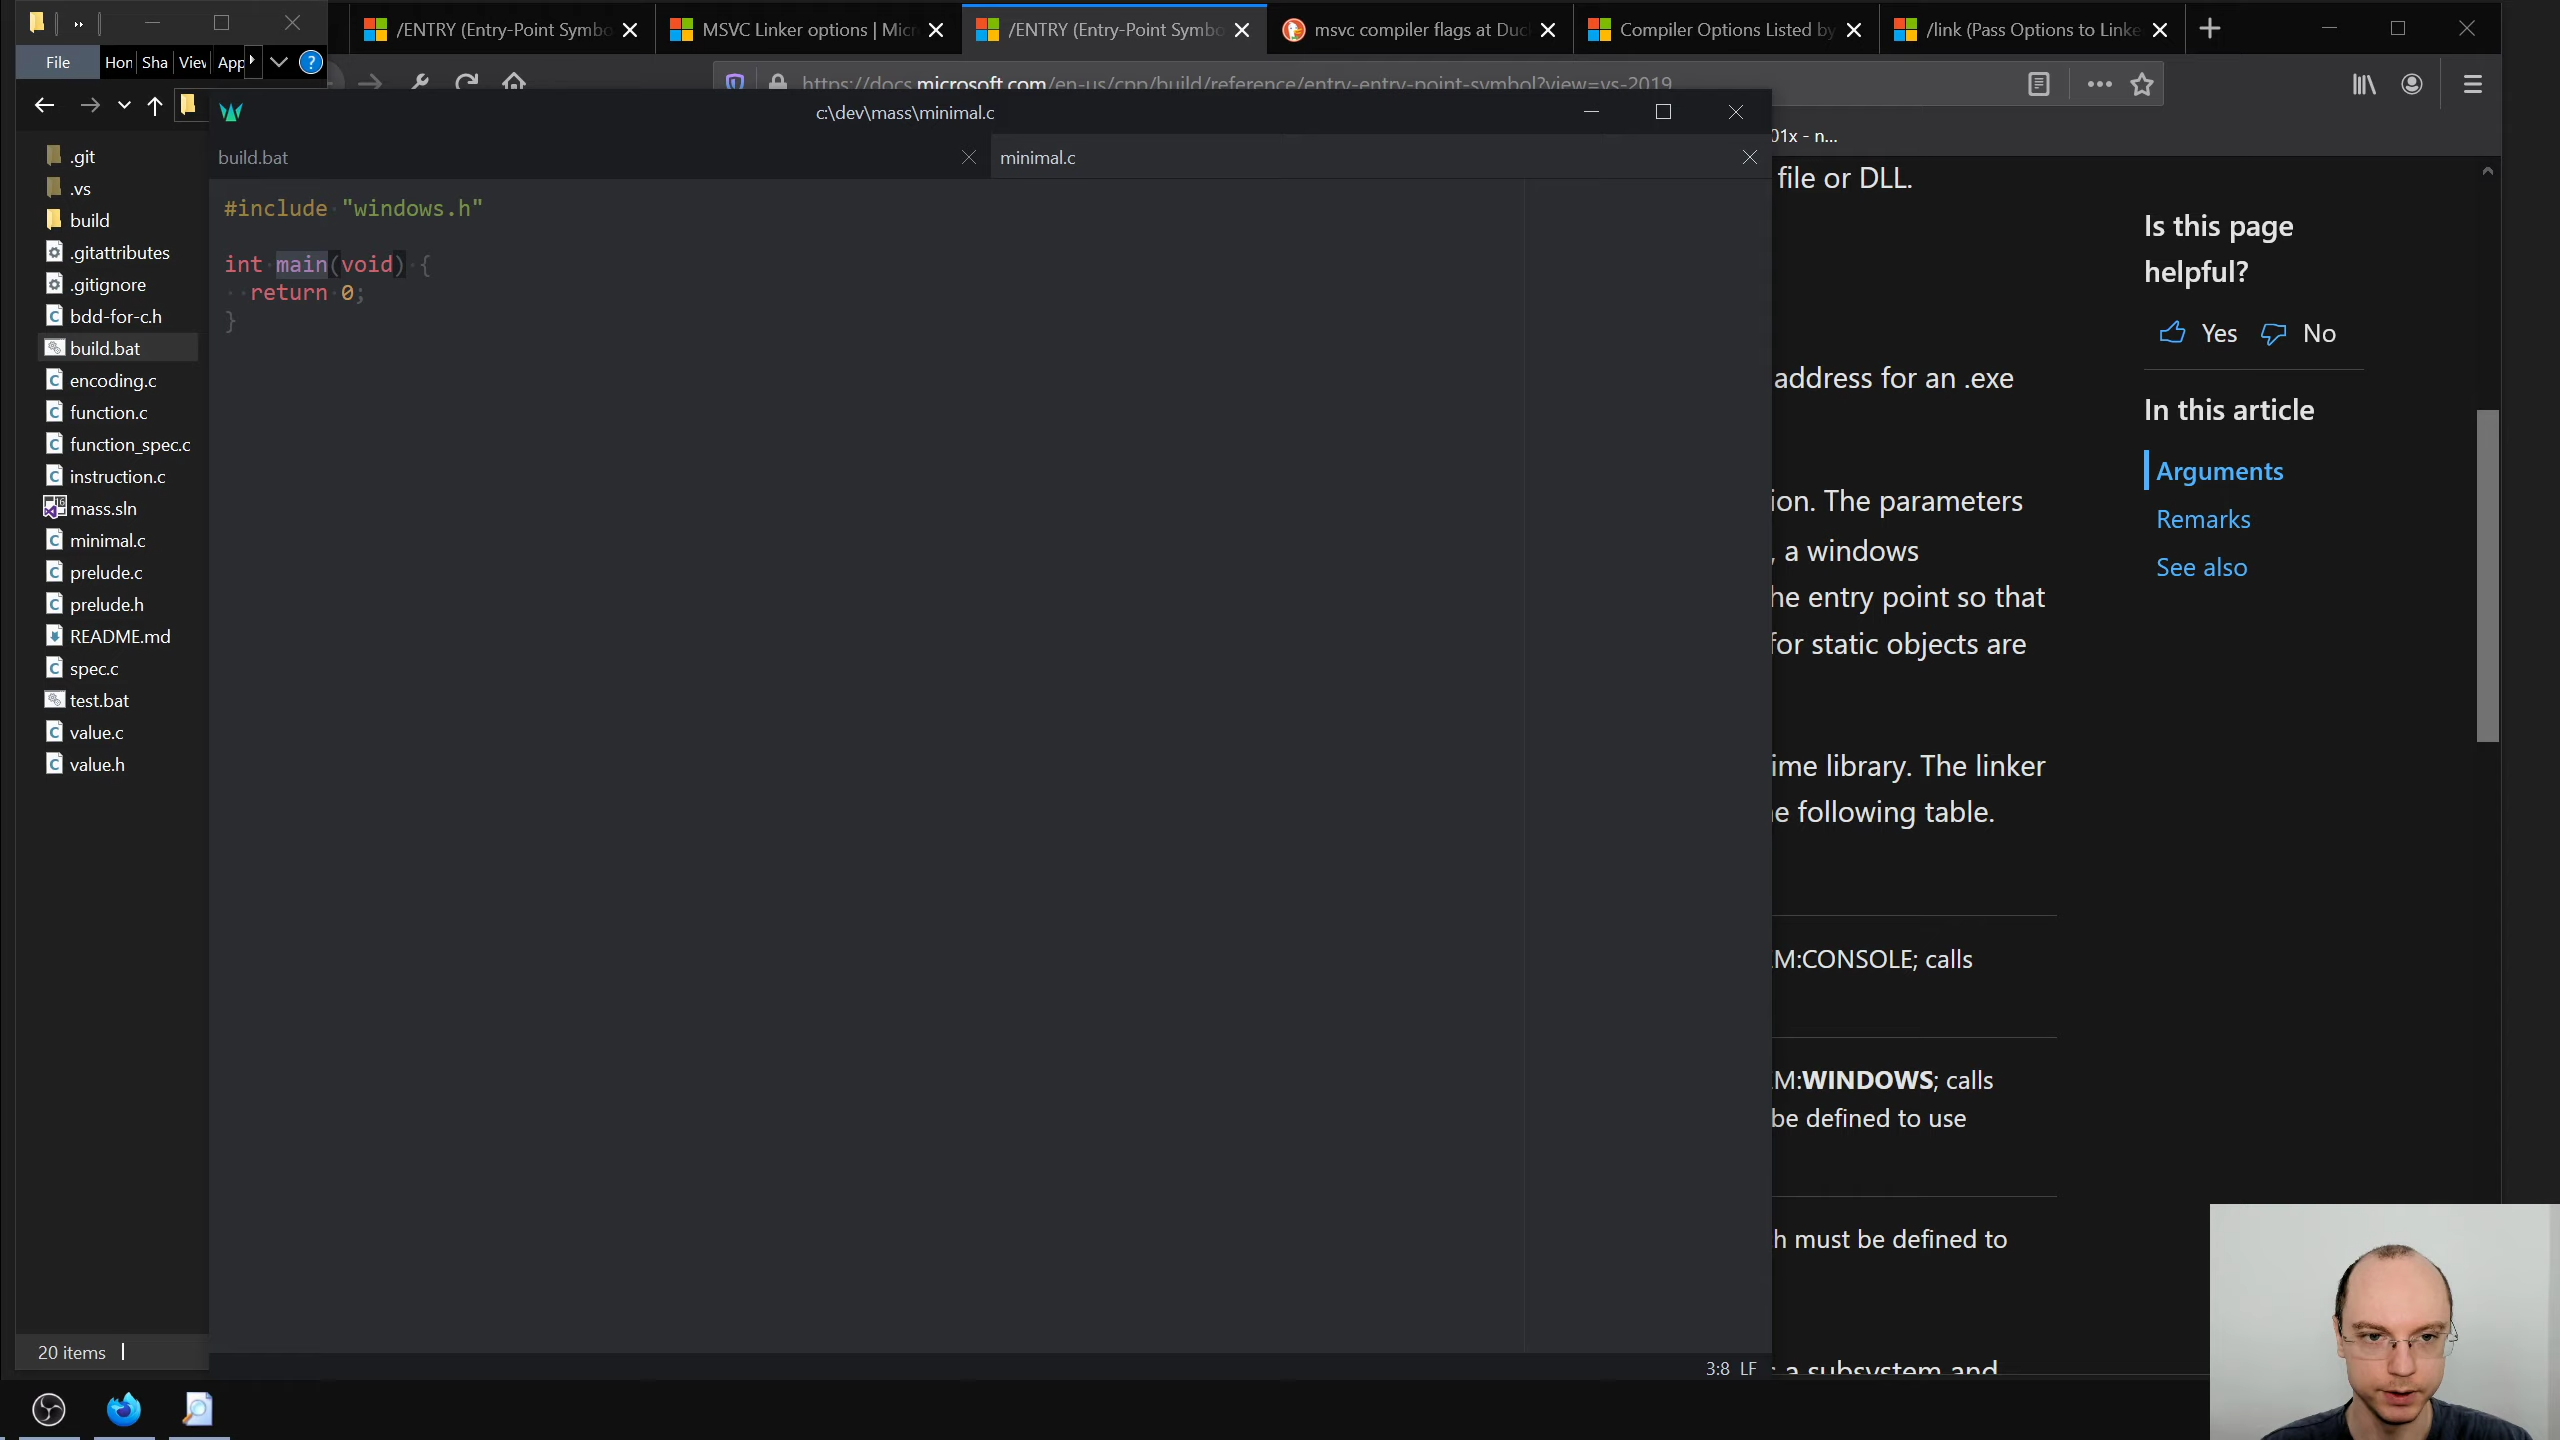 /ENTRY (Entry-Point Symbo
MSVC Linker options | Micr
/ENTRY (Entry-Point Symbo
msvc compiler flags at Duc
Compiler Options Listed by
/link (Pass Options to Linke
File
Hon
Sha
Viev
App
https://docs.microsoft.com/en-us/cpp/build/reference/entry-entry-point-symbol?view=vs-2019
c:\dev\mass\minimal.c
01x - n...
build.bat
minimal.c
.git
.vs
build
.gitattributes
.gitignore
bdd-for-c.h
build.bat
encoding.c
function.c
function_spec.c
instruction.c
mass.sln
minimal.c
prelude.c
prelude.h
README.md
spec.c
test.bat
value.c
value.h
20 items
#include "windows.h"
int main(void) {
return 0;
}
3:8 LF
file or DLL.
address for an .exe
ion. The parameters
, a windows
he entry point so that
for static objects are
ime library. The linker
e following table.
M:CONSOLE; calls
EM:WINDOWS; calls
be defined to use
h must be defined to
s a subsystem and
Is this page
helpful?
Yes
No
In this article
Arguments
Remarks
See also